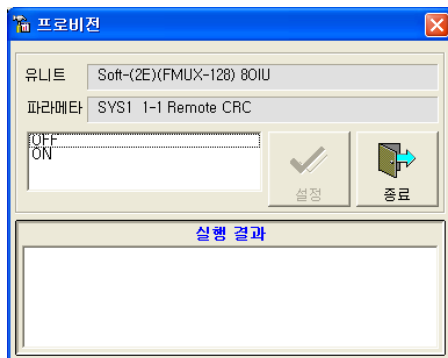 프로비젼
유니트 Soft-(2E)(FMUX-128) 8OIU
파라메타 SYS1 1-1 Remote CRC
OFF
ON
설정
종료
실행 결과